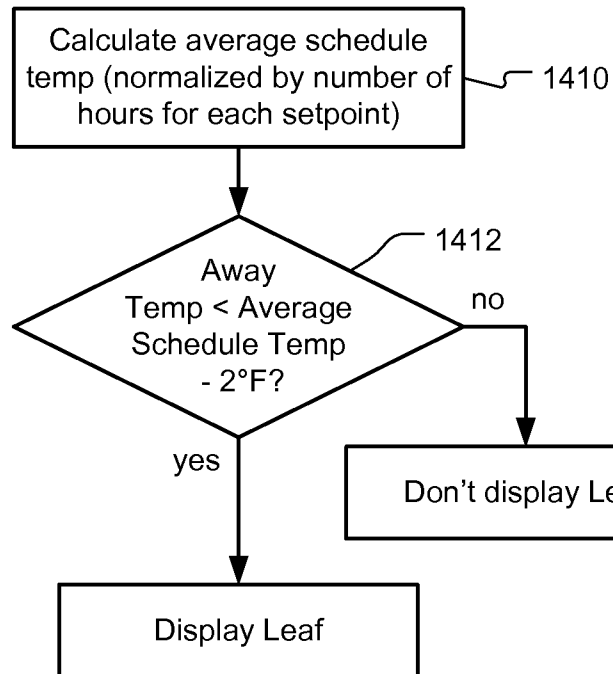 Calculate average schedule
temp (normalized by number of
hours for each setpoint)
1410
1412
Away
Temp < Average
Schedule Temp
- 2°F?
no
yes
Don't display
Display Leaf